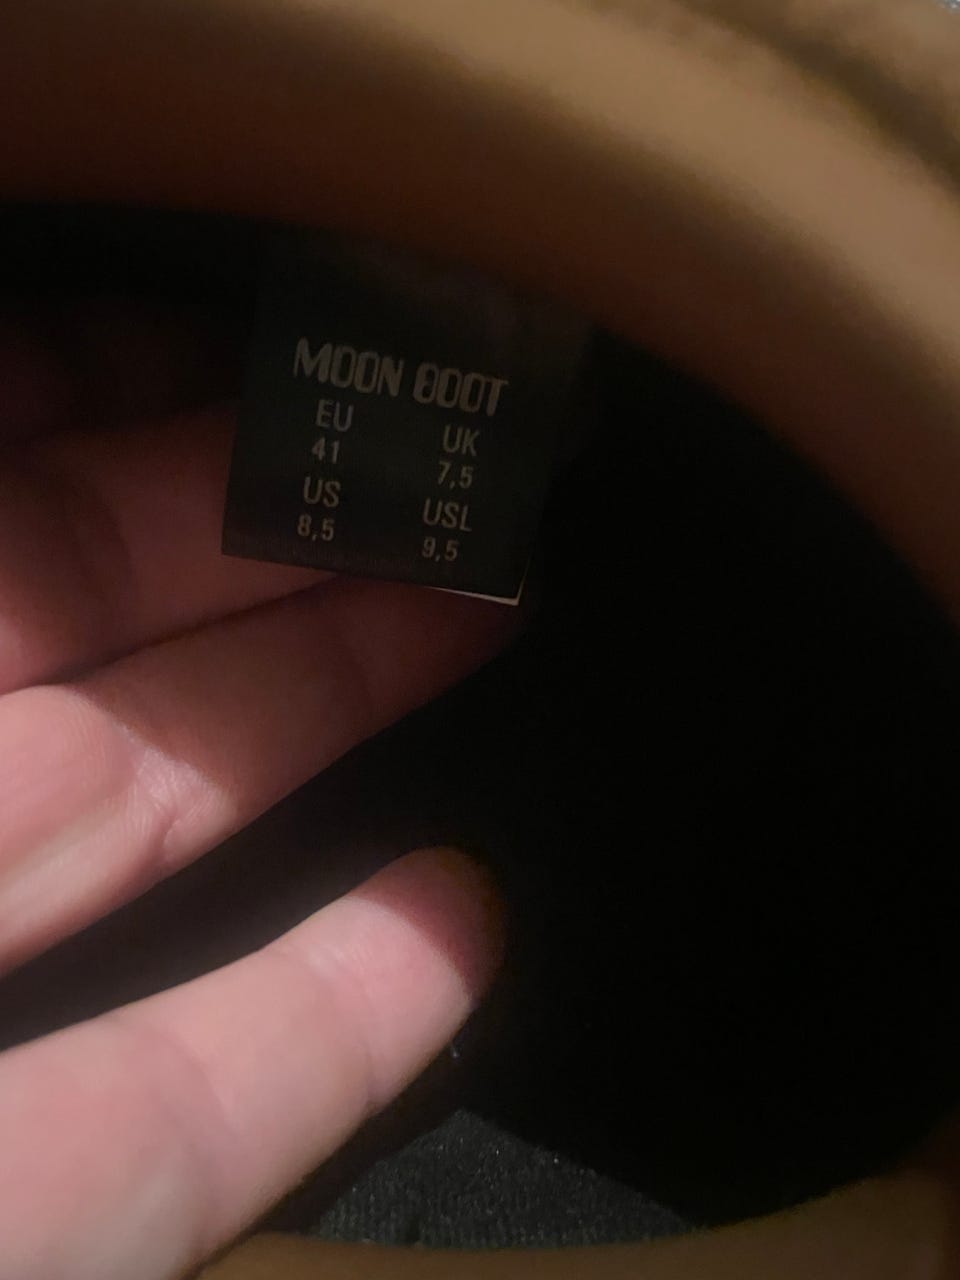 MOON BOOT
EU UK
41 7,5
US USL
8,5 9,5